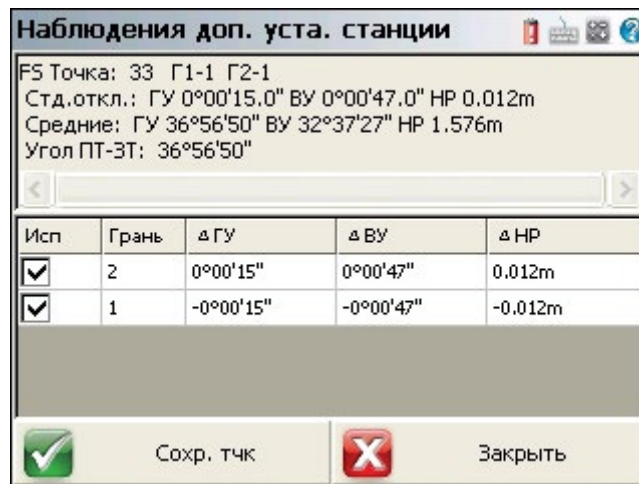 Наблюдения доп. уста. станции
FS Точка: 33 Г1-1 Г2-1
Стд.откл.: ГУ 0°00'15.0" ВУ 0°00'47.0" НР 0.012m
Средние: ГУ 36°56'50" ВУ 32°37'27" НР 1.576m
Угол ПТ-ЗТ: 36°56'50"
Исп Грань Δ ГУ Δ ВУ Δ НР
2 0°00'15" 0°00'47" 0.012m
1 -0°00'15" -0°00'47" -0.012m
Сохр. тчк Закрыть